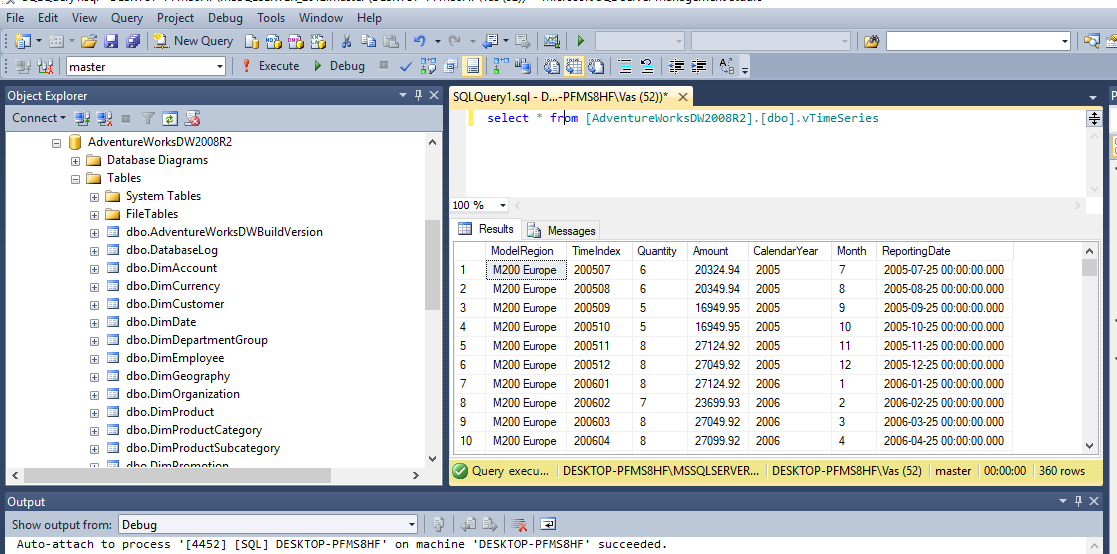 File Edit View Query Project Debug Tools Window Help
New Query
master Execute Debug
Object Explorer
Connect
AdventureWorksDW2008R2
Database Diagrams
Tables
System Tables
FileTables
dbo.AdventureWorksDWBuildVersion
dbo.DatabaseLog
dbo.DimAccount
dbo.DimCurrency
dbo.DimCustomer
dbo.DimDate
dbo.DimDepartmentGroup
dbo.DimEmployee
dbo.DimGeography
dbo.DimOrganization
dbo.DimProduct
dbo.DimProductCategory
dbo.DimProductSubcategory
dbo.DimPromotion
SQLQuery1.sql - D...-PFMS8HF\Vas (52))*
select * from [AdventureWorksDW2008R2].[dbo].vTimeSeries
100 %
Results Messages
ModelRegion TimeIndex Quantity Amount CalendarYear Month ReportingDate
1 M200 Europe 200507 6 20324.94 2005 7 2005-07-25 00:00:00.000
2 M200 Europe 200508 6 20349.94 2005 8 2005-08-25 00:00:00.000
3 M200 Europe 200509 5 16949.95 2005 9 2005-09-25 00:00:00.000
4 M200 Europe 200510 5 16949.95 2005 10 2005-10-25 00:00:00.000
5 M200 Europe 200511 8 27124.92 2005 11 2005-11-25 00:00:00.000
6 M200 Europe 200512 8 27049.92 2005 12 2005-12-25 00:00:00.000
7 M200 Europe 200601 8 27124.92 2006 1 2006-01-25 00:00:00.000
8 M200 Europe 200602 7 23699.93 2006 2 2006-02-25 00:00:00.000
9 M200 Europe 200603 8 27049.92 2006 3 2006-03-25 00:00:00.000
10 M200 Europe 200604 8 27099.92 2006 4 2006-04-25 00:00:00.000
Query execu... DESKTOP-PFMS8HF\MSSQLSERVER... DESKTOP-PFMS8HF\Vas (52) master 00:00:00 360 rows
Output
Show output from: Debug
Auto-attach to process '[4452] [SQL] DESKTOP-PFMS8HF' on machine 'DESKTOP-PFMS8HF' succeeded.